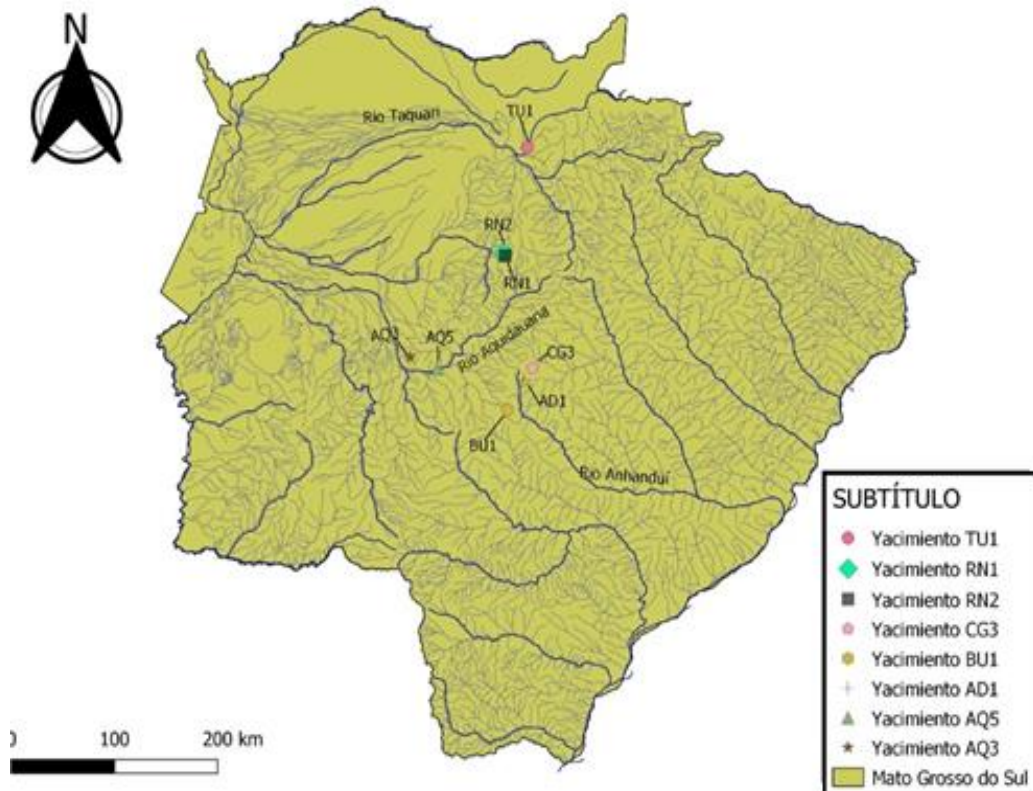 N
TU1
Rio Taquari
RN2
RN1
AQ3
AQ5
Rio Aquidauana
CG3
AD1
BU1
Rio Anhanduí
0 100 200 km
SUBTÍTULO
Yacimiento TU1
Yacimiento RN1
Yacimiento RN2
Yacimiento CG3
Yacimiento BU1
Yacimiento AD1
Yacimiento AQ5
Yacimiento AQ3
Mato Grosso do Sul